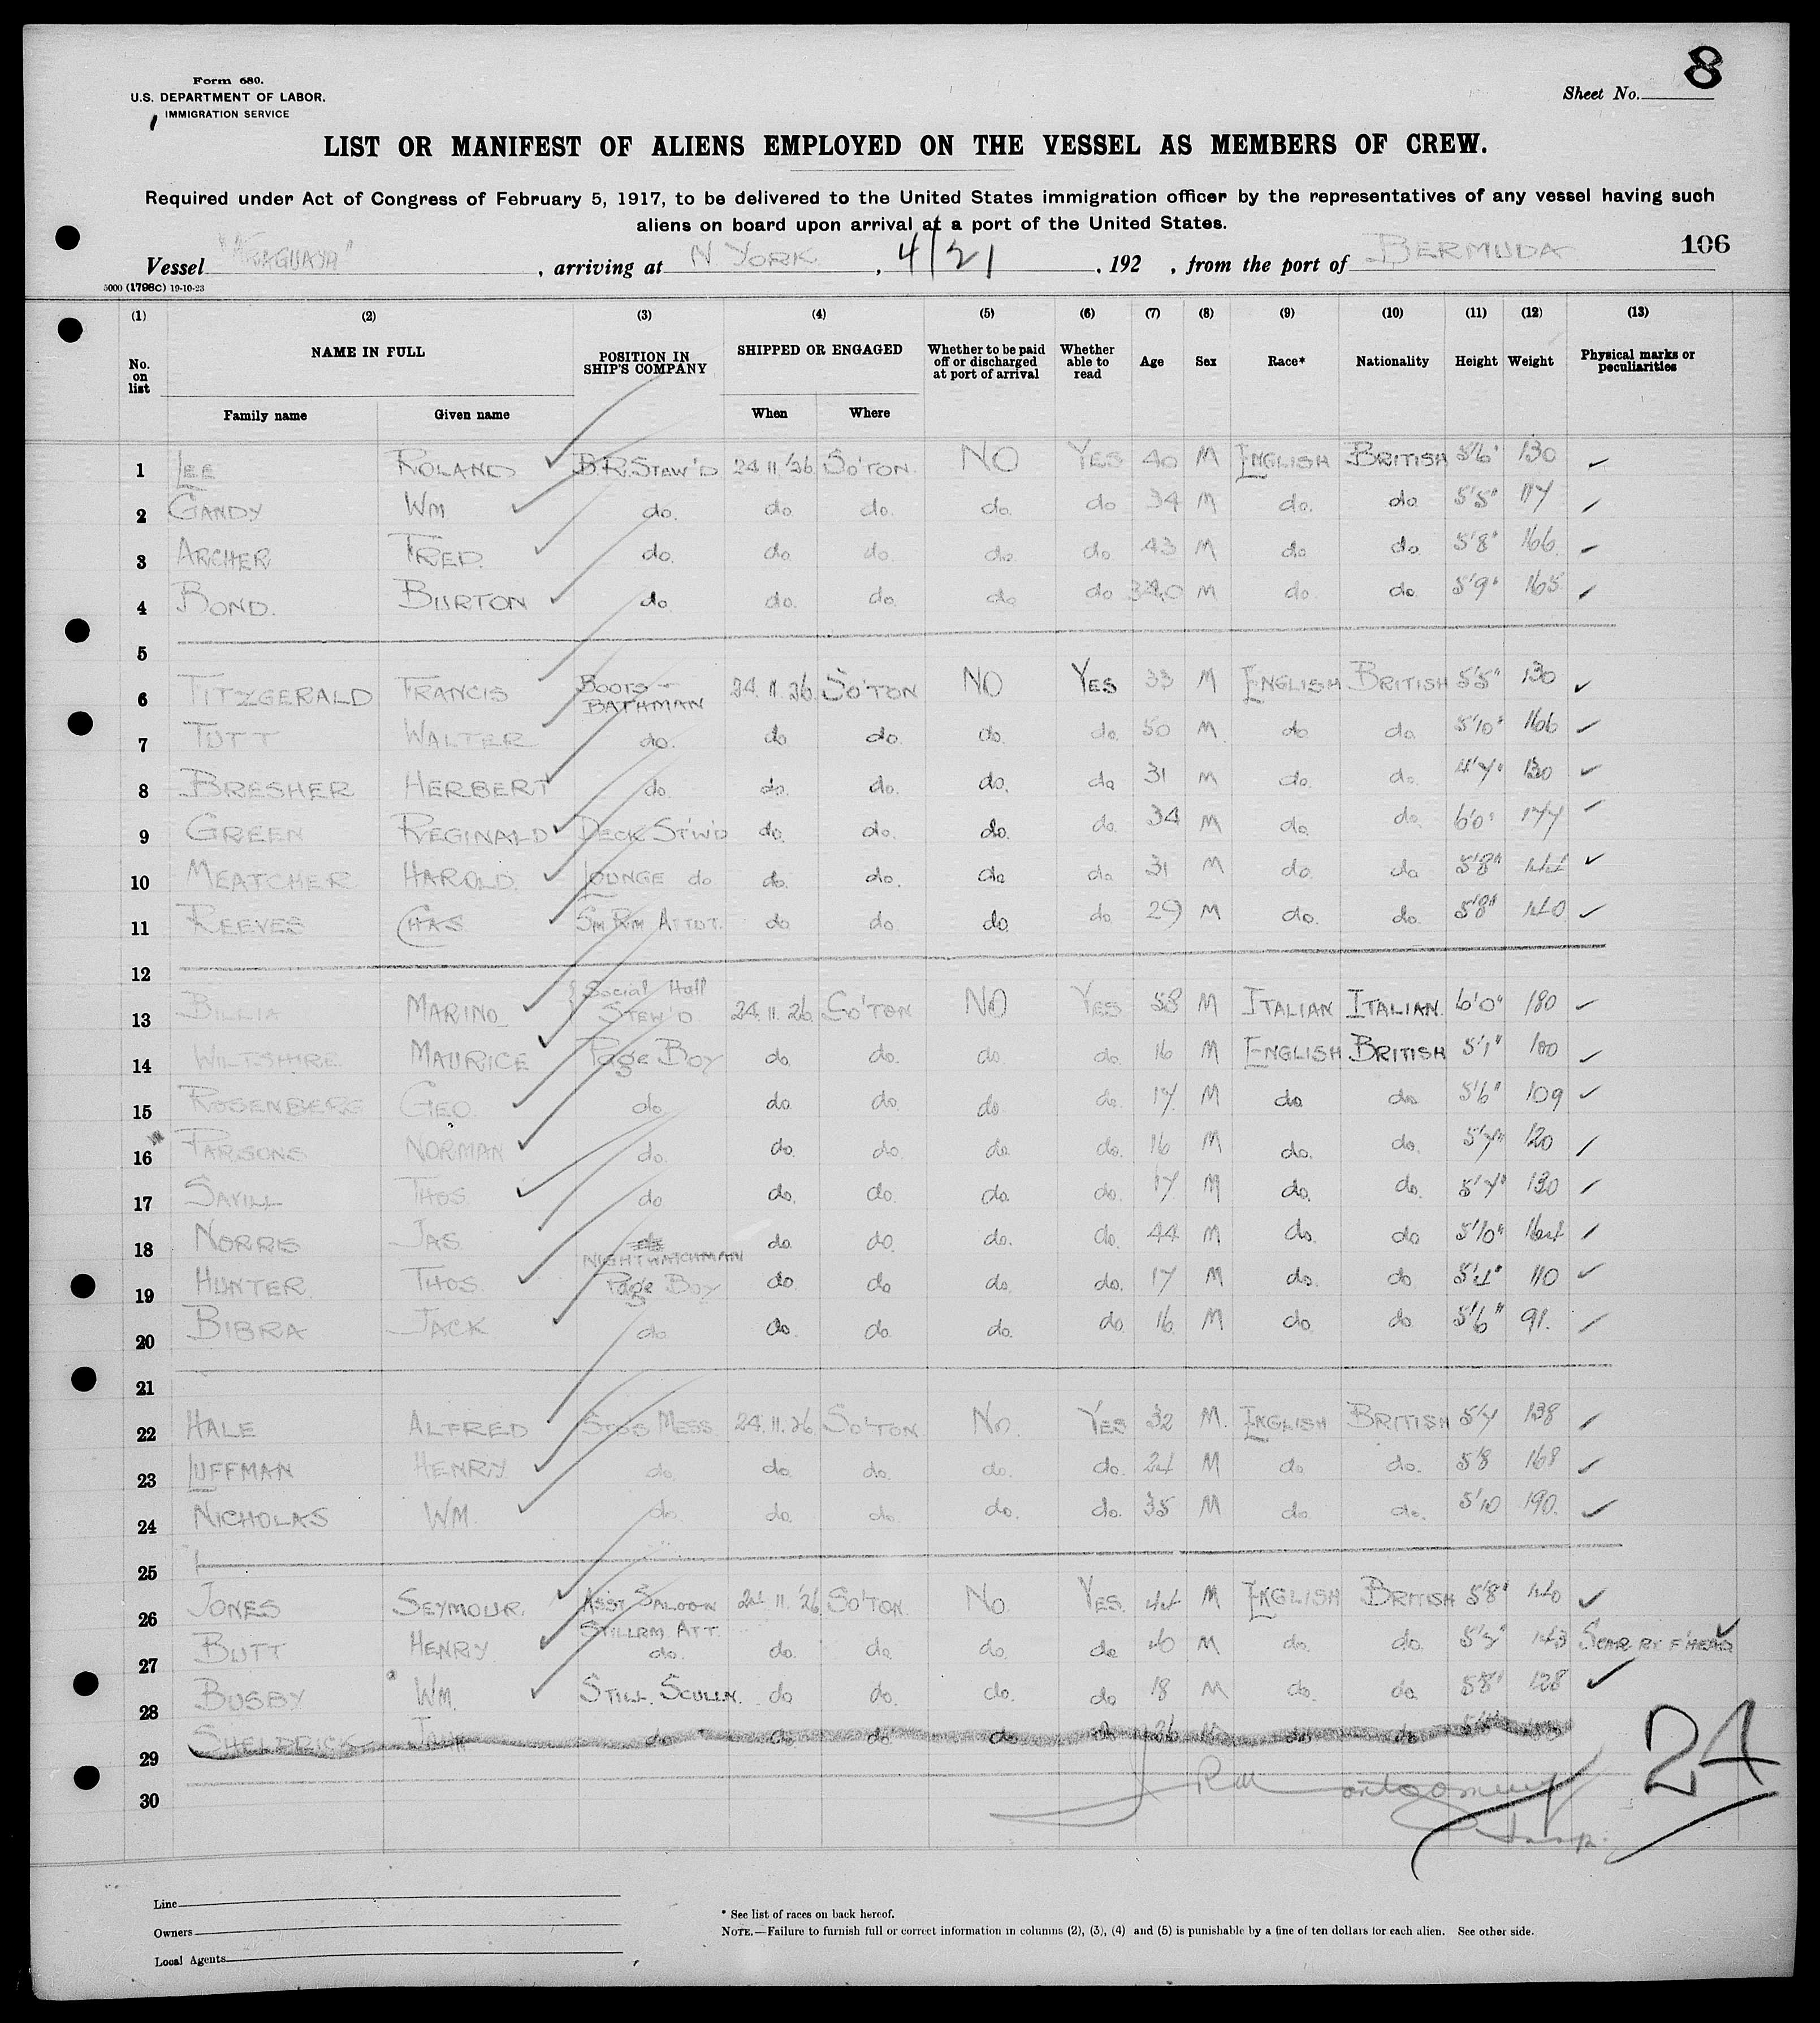 Form 680.
U.S. DEPARTMENT OF LABOR,
IMMIGRATION SERVICE
Sheet No. 8
LIST OR MANIFEST OF ALIENS EMPLOYED ON THE VESSEL AS MEMBERS OF CREW.
Required under Act of Congress of February 5, 1917, to be delivered to the United States immigration officer by the representatives of any vessel having such
aliens on board upon arrival at a port of the United States.
106
Vessel "ARAGUAYA", arriving at N YORK, 4/21, 192 , from the port of BERMUDA
5000 (1798C) 19-10-23
(1) (2) (3) (4) (5) (6) (7) (8) (9) (10) (11) (12) (13)
No. on list NAME IN FULL POSITION IN SHIP'S COMPANY SHIPPED OR ENGAGED Whether to be paid off or discharged at port of arrival Whether able to read Age Sex Race* Nationality Height Weight Physical marks or peculiarities
Family name Given name When Where
1 LEE ROLAND B.R. STEW'D 24.11.'26 SO'TON. NO YES 40 M ENGLISH BRITISH 5'6" 130
2 GANDY WM do. do. do. do. do 34 M do. do. 5'5" 117
3 ARCHER FRED. do. do. do. do. do. 43 M do do. 5'8" 166.
4 BOND. BURTON do. do. do. do do 40 M do do. 5'9" 165
5
6 FITZGERALD FRANCIS BOOTS - BATHMAN 24.11.26 SO'TON NO YES 33 M ENGLISH BRITISH 5'5" 130
7 TUTT WALTER do. do do. do. do. 50 M do do. 5'10" 166
8 BRESHER HERBERT do. do. do. do. do 31 M do. do. 4'7" 130
9 GREEN REGINALD DECK ST'W'D do. do. do. do. 34 M do. do. 6'0" 177
10 MEATCHER HAROLD. LOUNGE do. do. do. do do. 31 M do. do 5'8" 144
11 REEVES CHAS SM RM ATTDT. do. do do. do. 29 M do. do. 5'8" 140
12
13 BILLIA MARINO Social Hall STEW'D 24.11.26 SO'TON NO YES 58 M ITALIAN ITALIAN. 6'0" 180
14 WILTSHIRE MAURICE Page Boy do. do. do. do. 16 M ENGLISH BRITISH 5'1" 100
15 ROSENBERG GEO. do. do. do. do do. 17 M do do 5'6" 109
16 PARSONS NORMAN do. do. do. do. do. 16 M do. do. 5'7" 120
17 SAVILL THOS do do. do. do. do. 17 M do. do. 5'7" 130
18 NORRIS JAS NIGHTWATCHMAN do. do. do. do. 44 M do. do 5'10"
19 HUNTER. THOS. Page Boy do. do do. do. 17 M do. do 5'4" 110
20 BIBRA JACK do. do. do. do. do 16 M do. do 5'6" 91.
21
22 HALE ALFRED STGS MESS. 24.11.26 SO'TON No. YES 32 M. ENGLISH BRITISH 5'7 138
23 LUFFMAN HENRY do. do. do. do. do. 24 M do do. 5'8 168
24 NICHOLAS WM. do. do. do. do. do. 35 M do. do. 5'10 190.
25
26 JONES SEYMOUR. ASST SALOON 24 11.'26 SO'TON No YES. 44 M ENGLISH BRITISH 5'8" 140
27 BUTT HENRY STILLRM. ATT. do. do. do. do. do M do. do. 143 SCAR RT F'HEAD
28 BUSBY WM. STILL. SCULLN. do do. do. do 18 M do. do 5'8" 128
29 SHELDRICK JOHN do do. do do do 26 M do do
30
J R Montgomery
24
Line
Owners
Local Agents
* See list of races on back hereof.
NOTE.—Failure to furnish full or correct information in columns (2), (3), (4) and (5) is punishable by a fine of ten dollars for each alien. See other side.